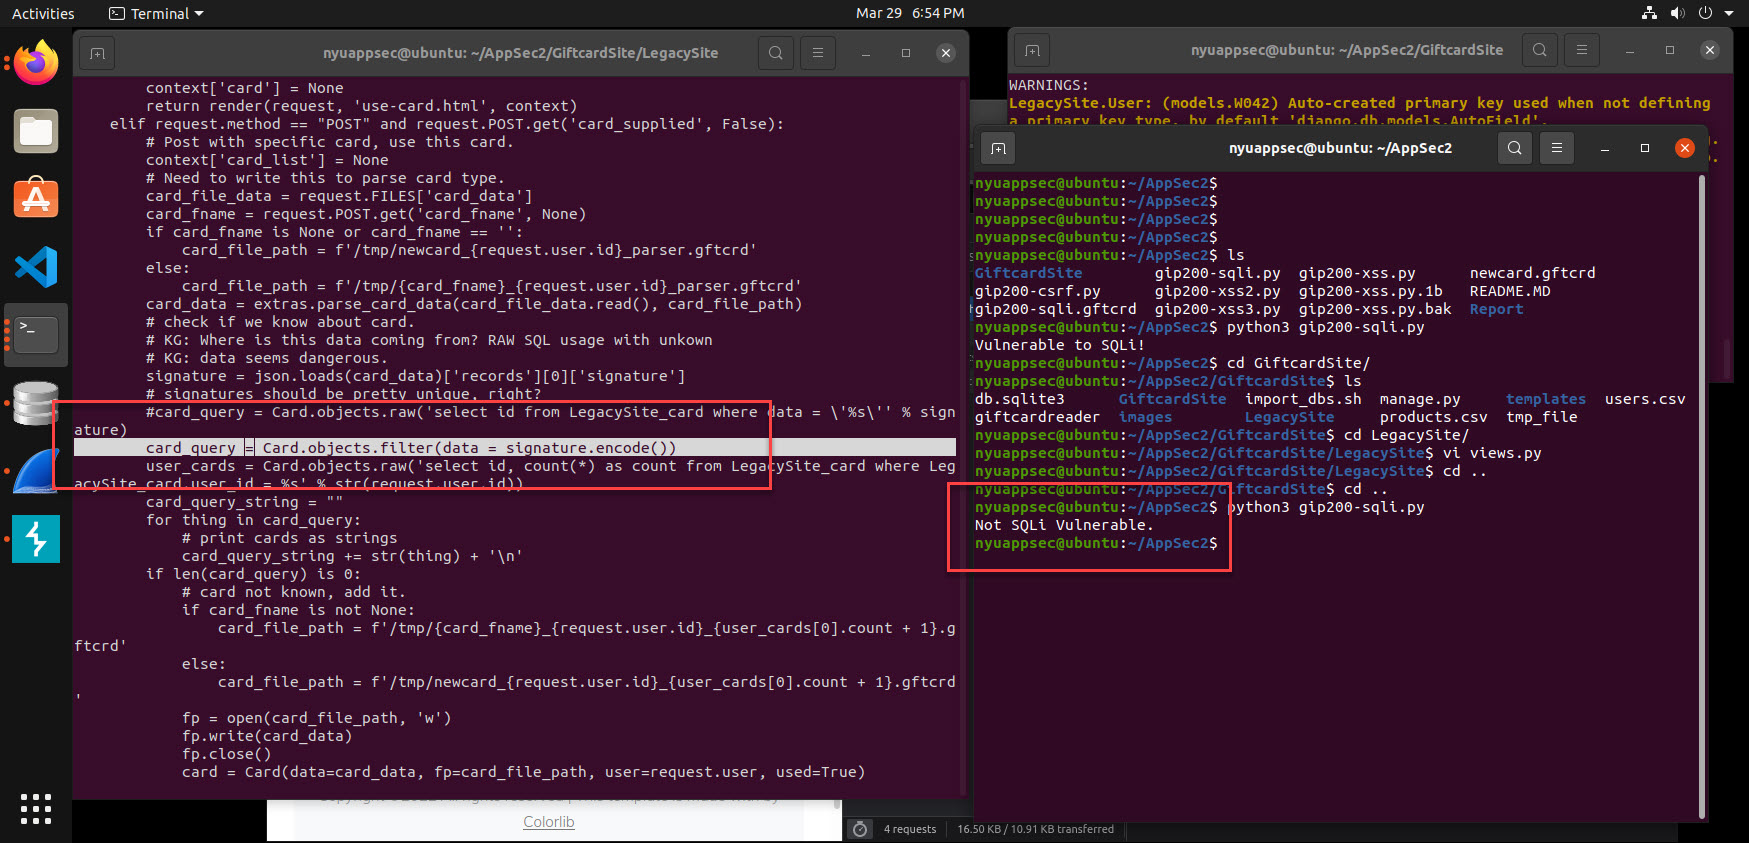 Activities
Terminal
Mar 29 6:54 PM
nyuappsec@ubuntu: ~/AppSec2/GiftcardSite/LegacySite
context['card'] = None
return render(request, 'use-card.html', context)
elif request.method == "POST" and request.POST.get('card_supplied', False):
# Post with specific card, use this card.
context['card_list'] = None
# Need to write this to parse card type.
card_file_data = request.FILES['card_data']
card_fname = request.POST.get('card_fname', None)
if card_fname is None or card_fname == '':
card_file_path = f'/tmp/newcard_{request.user.id}_parser.gftcrd'
else:
card_file_path = f'/tmp/{card_fname}_{request.user.id}_parser.gftcrd'
card_data = extras.parse_card_data(card_file_data.read(), card_file_path)
# check if we know about card.
# KG: Where is this data coming from? RAW SQL usage with unkown
# KG: data seems dangerous.
signature = json.loads(card_data)['records'][0]['signature']
# signatures should be pretty unique, right?
#card_query = Card.objects.raw('select id from LegacySite_card where data = \'%s\'' % sign
ature)
card_query = Card.objects.filter(data = signature.encode())
user_cards = Card.objects.raw('select id, count(*) as count from LegacySite_card where Leg
acySite_card.user_id = %s' % str(request.user.id))
card_query_string = ""
for thing in card_query:
# print cards as strings
card_query_string += str(thing) + '\n'
if len(card_query) is 0:
# card not known, add it.
if card_fname is not None:
card_file_path = f'/tmp/{card_fname}_{request.user.id}_{user_cards[0].count + 1}.g
ftcrd'
else:
card_file_path = f'/tmp/newcard_{request.user.id}_{user_cards[0].count + 1}.gftcrd
'
fp = open(card_file_path, 'w')
fp.write(card_data)
fp.close()
card = Card(data=card_data, fp=card_file_path, user=request.user, used=True)
Colorlib
4 requests
16.50 KB / 10.91 KB transferred
nyuappsec@ubuntu: ~/AppSec2/GiftcardSite
WARNINGS:
LegacySite.User: (models.W042) Auto-created primary key used when not defining
a primary key type, by default 'django.db.models.AutoField'.
nyuappsec@ubuntu: ~/AppSec2
nyuappsec@ubuntu:~/AppSec2$
nyuappsec@ubuntu:~/AppSec2$
nyuappsec@ubuntu:~/AppSec2$
nyuappsec@ubuntu:~/AppSec2$
nyuappsec@ubuntu:~/AppSec2$ ls
GiftcardSite gip200-sqli.py gip200-xss.py newcard.gftcrd
gip200-csrf.py gip200-xss2.py gip200-xss.py.1b README.MD
gip200-sqli.gftcrd gip200-xss3.py gip200-xss.py.bak Report
nyuappsec@ubuntu:~/AppSec2$ python3 gip200-sqli.py
Vulnerable to SQLi!
nyuappsec@ubuntu:~/AppSec2$ cd GiftcardSite/
nyuappsec@ubuntu:~/AppSec2/GiftcardSite$ ls
db.sqlite3 GiftcardSite import_dbs.sh manage.py templates users.csv
giftcardreader images LegacySite products.csv tmp_file
nyuappsec@ubuntu:~/AppSec2/GiftcardSite$ cd LegacySite/
nyuappsec@ubuntu:~/AppSec2/GiftcardSite/LegacySite$ vi views.py
nyuappsec@ubuntu:~/AppSec2/GiftcardSite/LegacySite$ cd ..
nyuappsec@ubuntu:~/AppSec2/GiftcardSite$ cd ..
nyuappsec@ubuntu:~/AppSec2$ python3 gip200-sqli.py
Not SQLi Vulnerable.
nyuappsec@ubuntu:~/AppSec2$